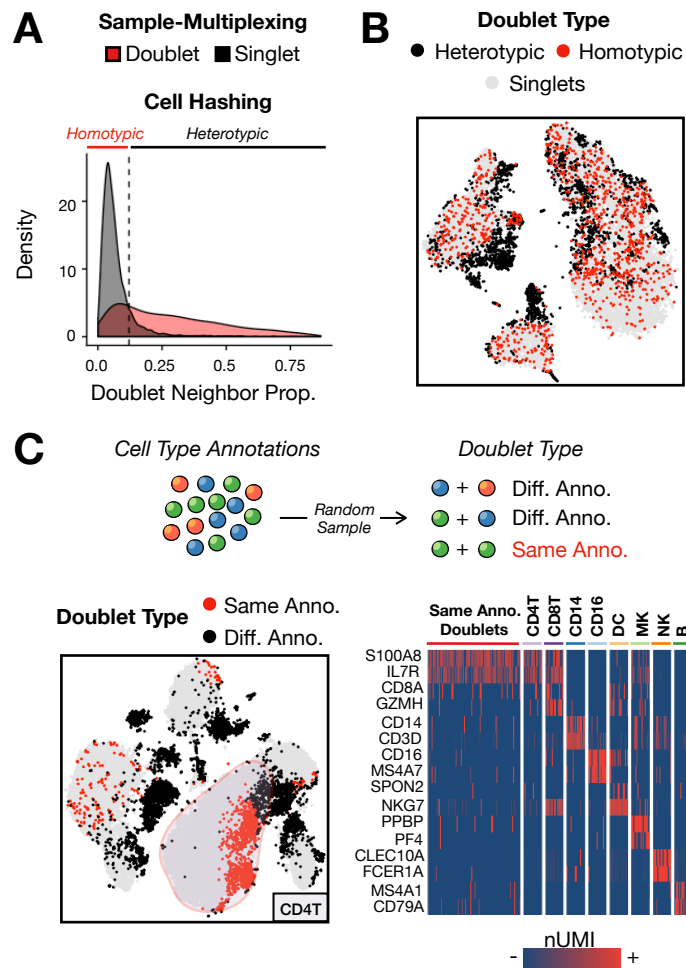 A
Sample-Multiplexing
Doublet Singlet
Cell Hashing
Homotypic Heterotypic
Density
20
10
0
0.0 0.25 0.5 0.75
Doublet Neighbor Prop.
B
Doublet Type
Heterotypic Homotypic
Singlets
C
Cell Type Annotations
Random
Sample
Doublet Type
+ Diff. Anno.
+ Diff. Anno.
+ Same Anno.
Doublet Type
Same Anno.
Diff. Anno.
CD4T
Same Anno.
Doublets
CD4T
CD8T
CD14
CD16
DC
MK
NK
B
S100A8
IL7R
CD8A
GZMH
CD14
CD3D
CD16
MS4A7
SPON2
NKG7
PPBP
PF4
CLEC10A
FCER1A
MS4A1
CD79A
nUMI
- +